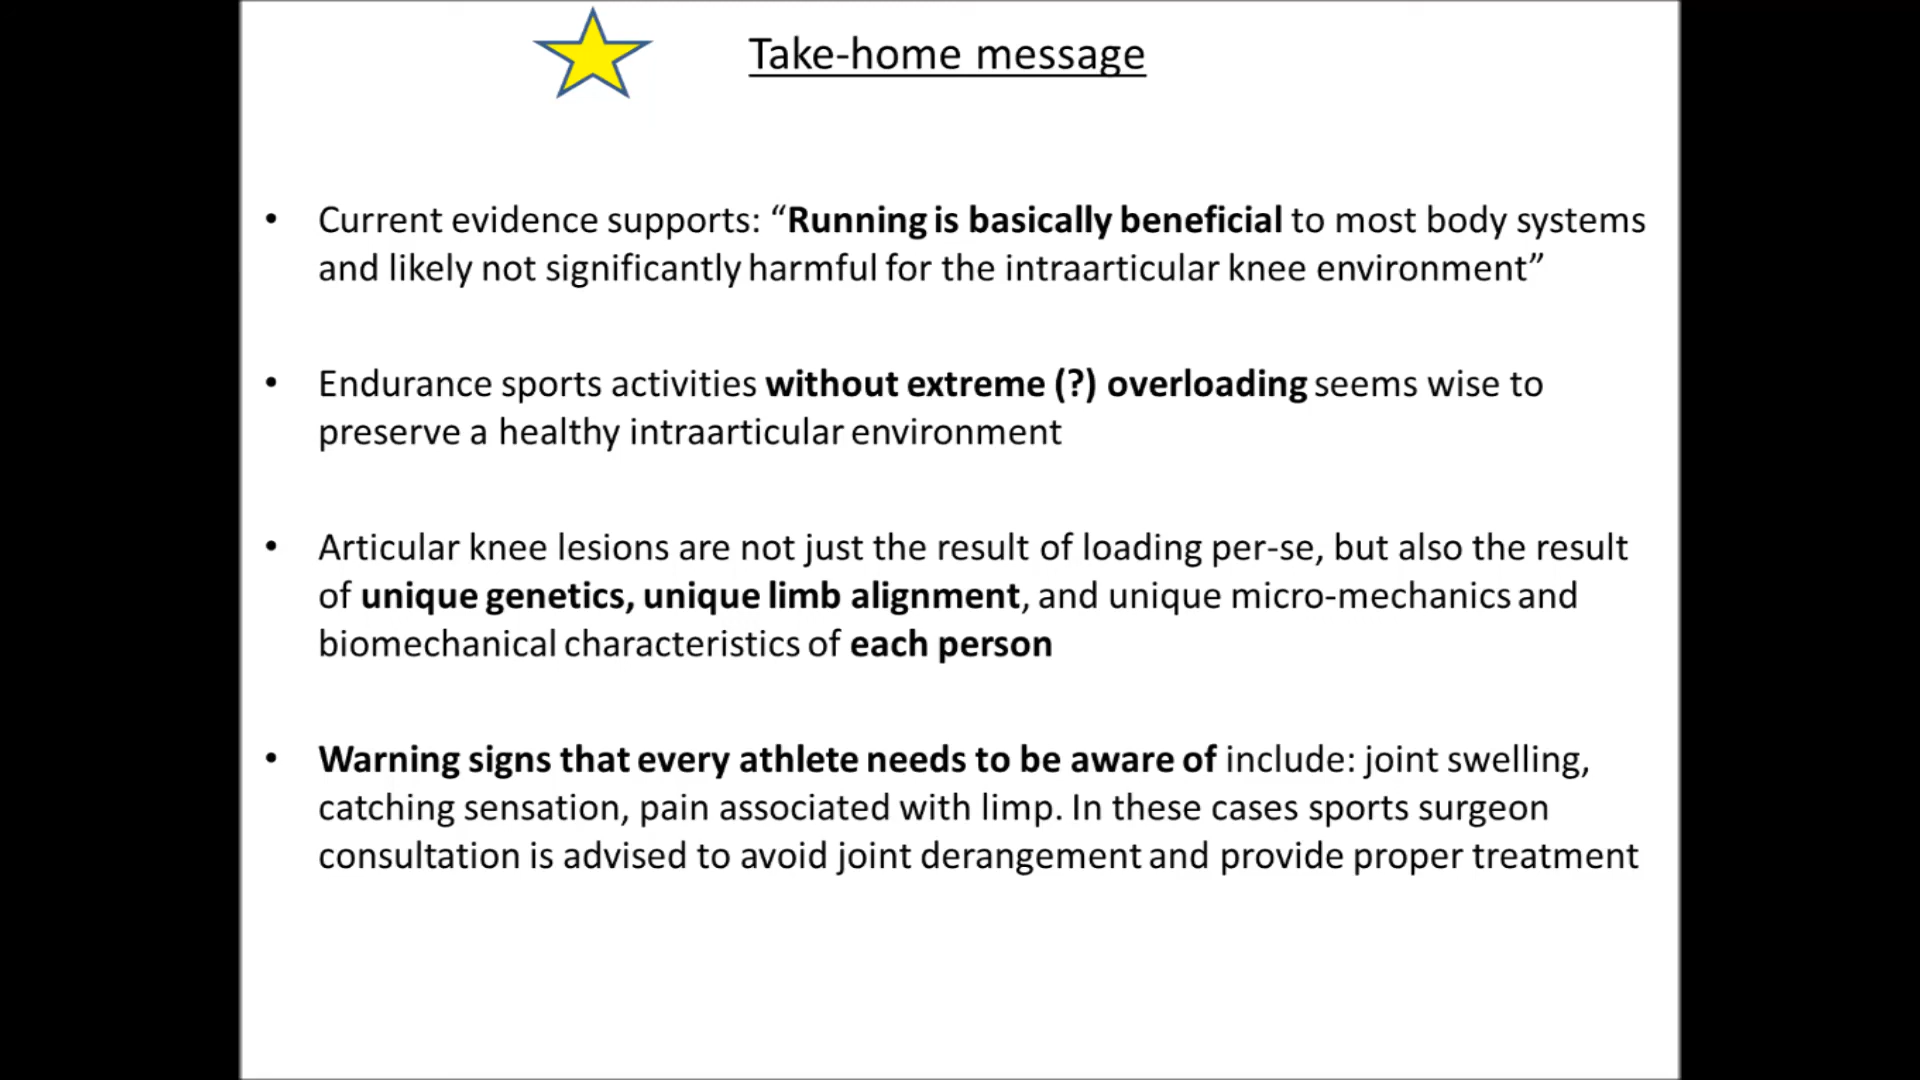 Take-home message
• Current evidence supports: “Running is basically beneficial to most body systems
and likely not significantly harmful for the intraarticular knee environment”
• Endurance sports activities without extreme (?) overloading seems wise to
preserve a healthy intraarticular environment
• Articular knee lesions are not just the result of loading per-se, but also the result
of unique genetics, unique limb alignment, and unique micro-mechanics and
biomechanical characteristics of each person
• Warning signs that every athlete needs to be aware of include: joint swelling,
catching sensation, pain associated with limp. In these cases sports surgeon
consultation is advised to avoid joint derangement and provide proper treatment